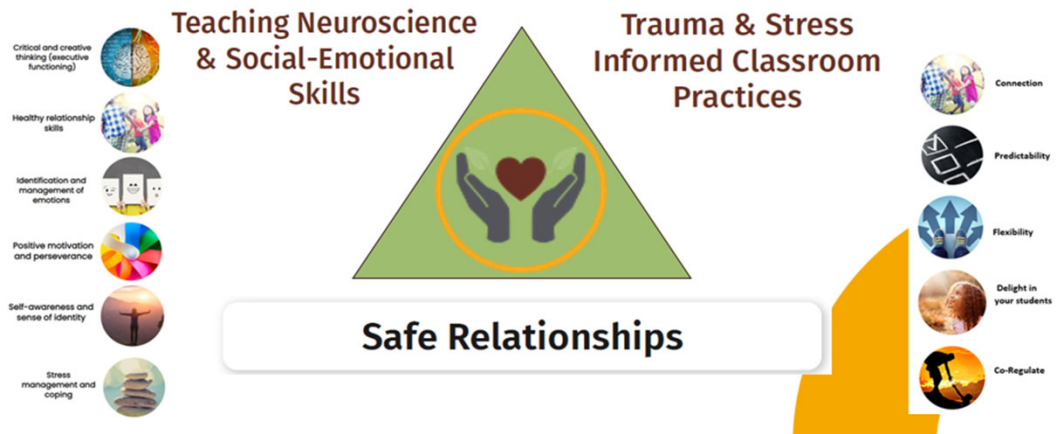 Teaching Neuroscience
& Social-Emotional
Skills
Trauma & Stress
Informed Classroom
Practices
Critical and creative
thinking (executive
functioning)
Healthy relationship
skills
Identification and
management of
emotions
Positive motivation
and perseverance
Self-awareness and
sense of identity
Stress
management and
coping
Connection
Predictability
Flexibility
Delight in
your students
Co-Regulate
Safe Relationships